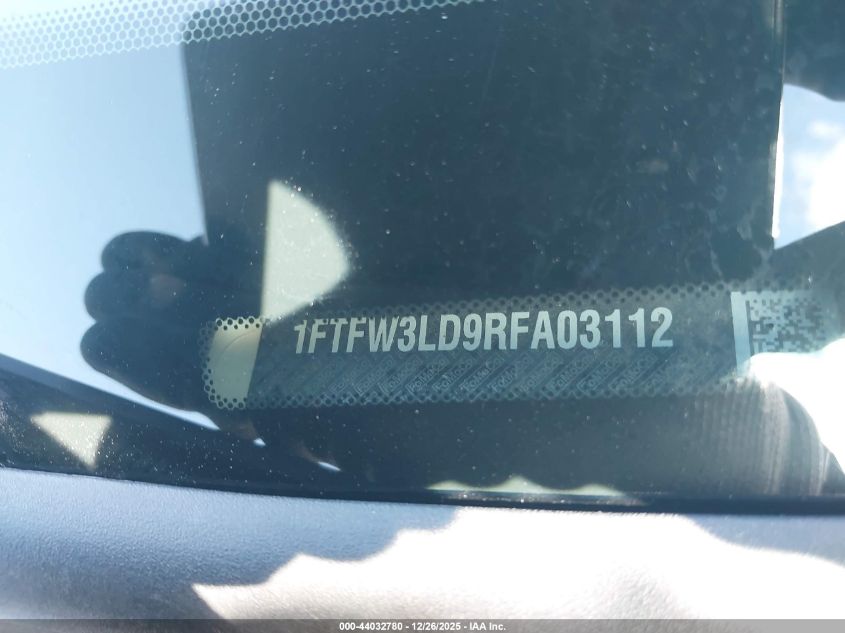 1FTFW3LD9RFA03112
000-44032780 - 12/26/2025 - IAA Inc.